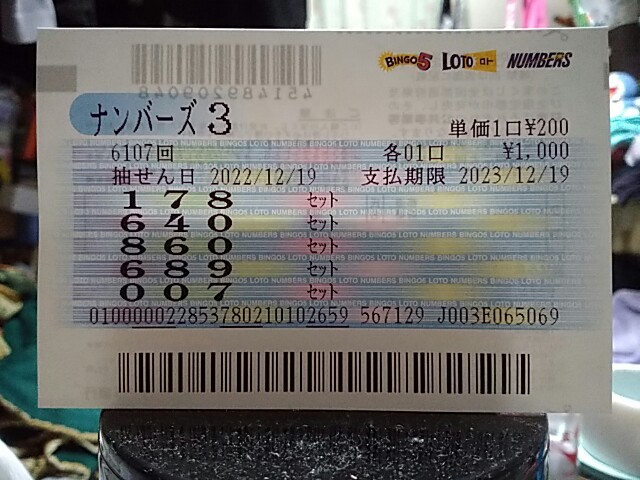 BINGO5 LOTO ロト NUMBERS
451489209048
ナンバーズ3
単価1口¥200
6107回 各01口 ¥1,000
抽せん日 2022/12/19 支払期限 2023/12/19
178 セット
640 セット
860 セット
689 セット
007 セット
010000022853780210102659 567129 J003E065069